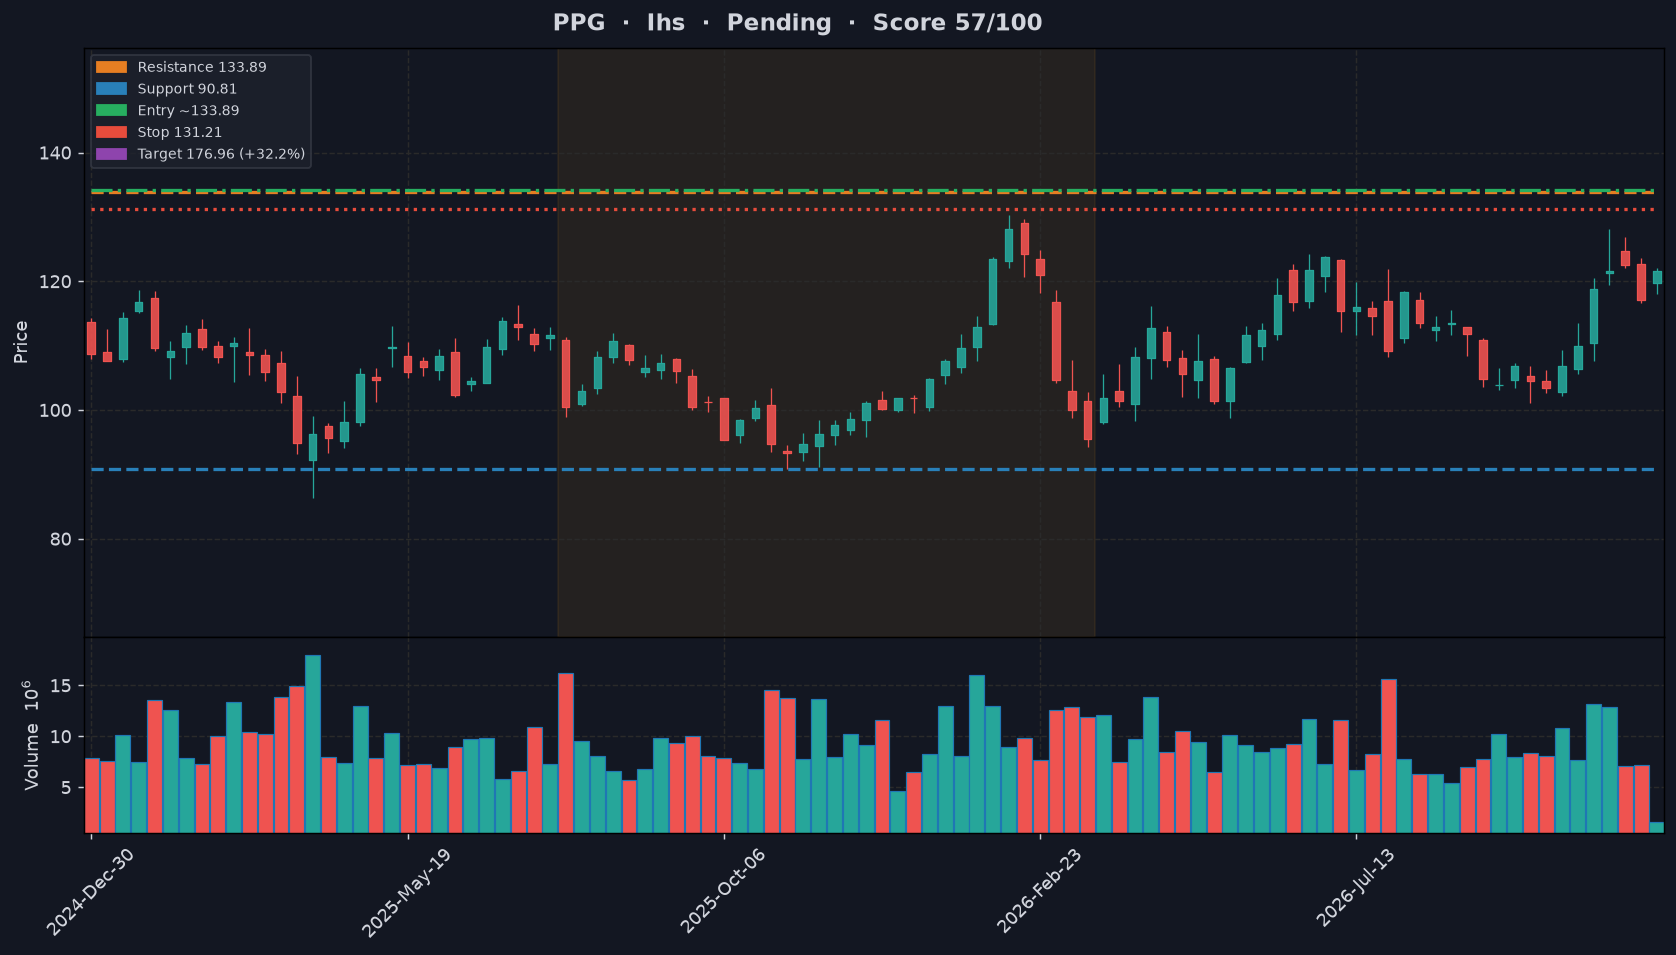 PPG · Ihs · Pending · Score 57/100
Resistance 133.89
Support 90.81
Entry ~133.89
Stop 131.21
Target 176.96 (+32.2%)
Price
140
120
100
80
Volume 10⁶
15
10
5
2024-Dec-30
2025-May-19
2025-Oct-06
2026-Feb-23
2026-Jul-13